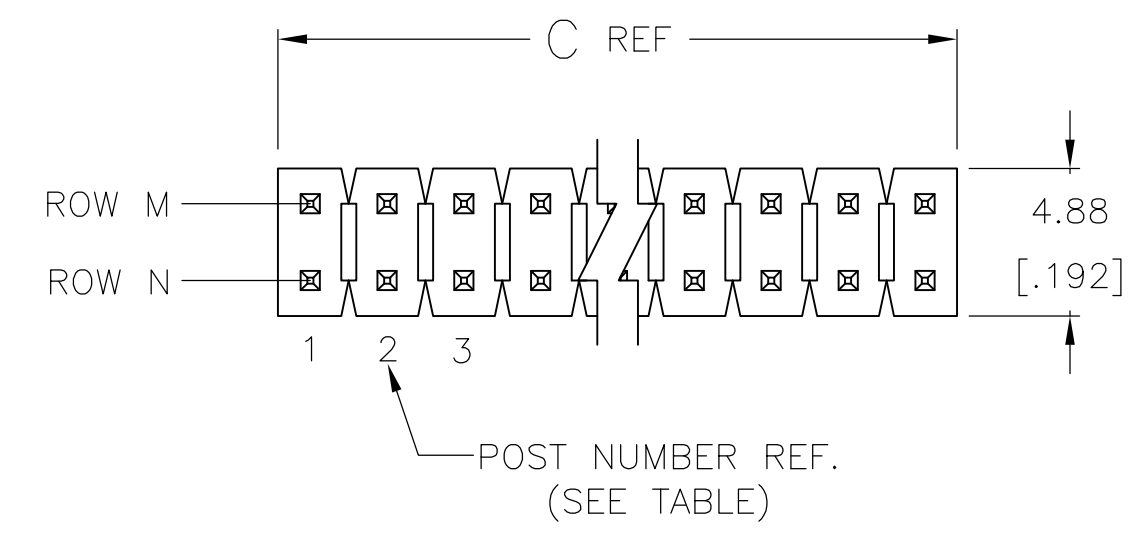 C REF
ROW M
4.88
[.192]
ROW N
1 2 3
POST NUMBER REF.
(SEE TABLE)